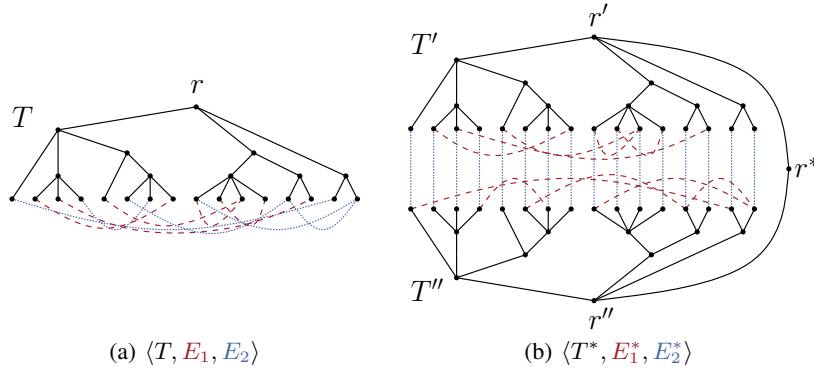 r
T
(a) ⟨T, E₁, E₂⟩
r′
T′
r*
T″
r″
(b) ⟨T*, E₁*, E₂*⟩